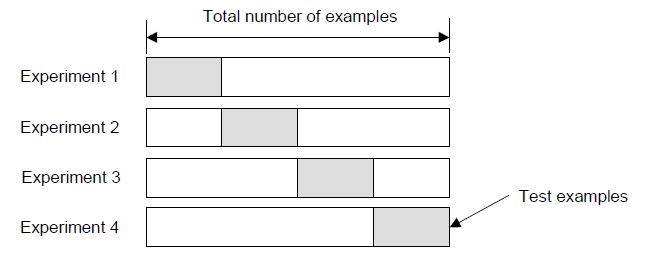 Total number of examples
Experiment 1
Experiment 2
Experiment 3
Test examples
Experiment 4